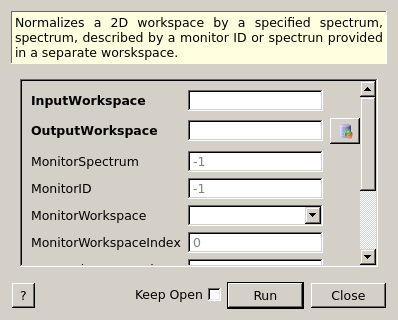 Normalizes a 2D workspace by a specified spectrum,
spectrum, described by a monitor ID or spectrun provided
in a separate worskspace.
InputWorkspace
OutputWorkspace
MonitorSpectrum -1
MonitorID -1
MonitorWorkspace
MonitorWorkspaceIndex 0
? Keep Open Run Close